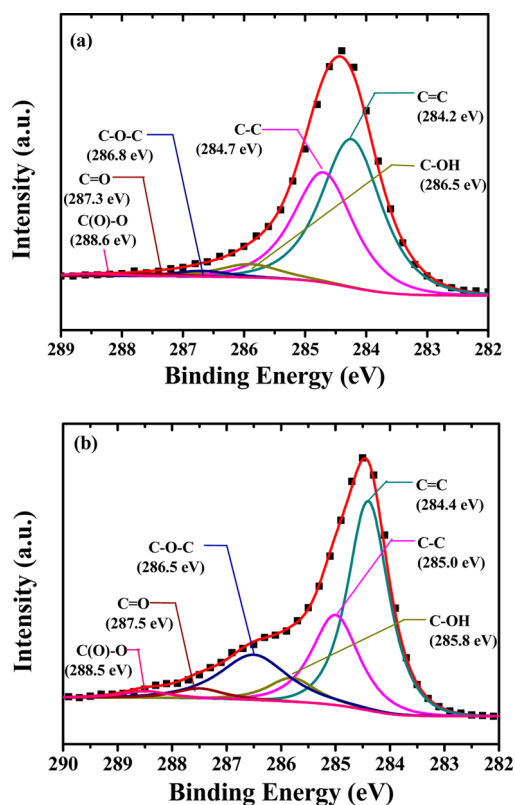 (a)
C=C
(284.2 eV)
C-C
(284.7 eV)
C-O-C
(286.8 eV)
C-OH
(286.5 eV)
C=O
(287.3 eV)
C(O)-O
(288.6 eV)
Intensity (a.u.)
289 288 287 286 285 284 283 282
Binding Energy (eV)
(b)
C=C
(284.4 eV)
C-O-C
(286.5 eV)
C-C
(285.0 eV)
C=O
(287.5 eV)
C-OH
(285.8 eV)
C(O)-O
(288.5 eV)
Intensity (a.u.)
290 289 288 287 286 285 284 283 282
Binding Energy (eV)